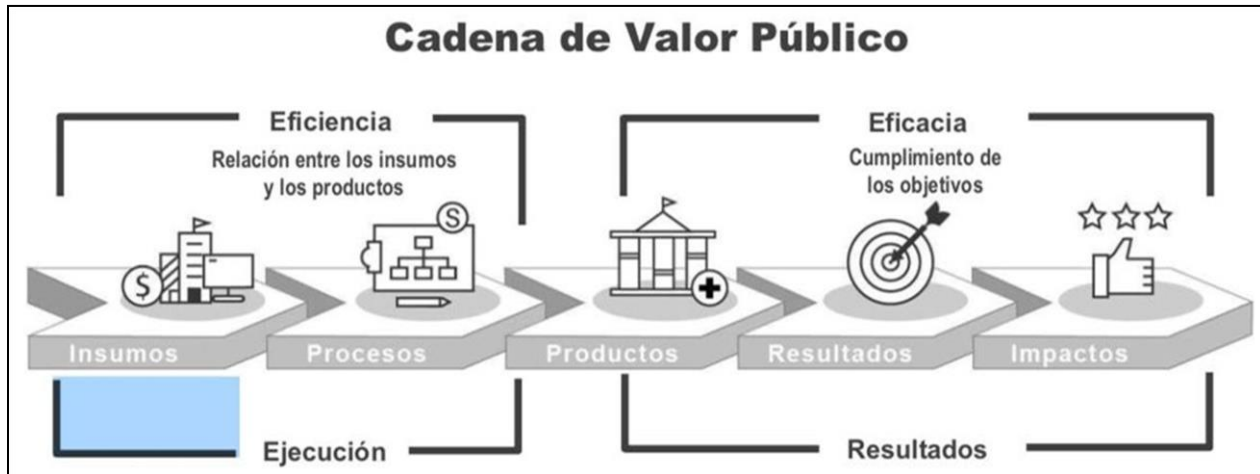 Cadena de Valor Público
Eficiencia
Relación entre los insumos
y los productos
Eficacia
Cumplimiento de
los objetivos
$
S
Insumos
Procesos
Productos
Resultados
Impactos
Ejecución
Resultados